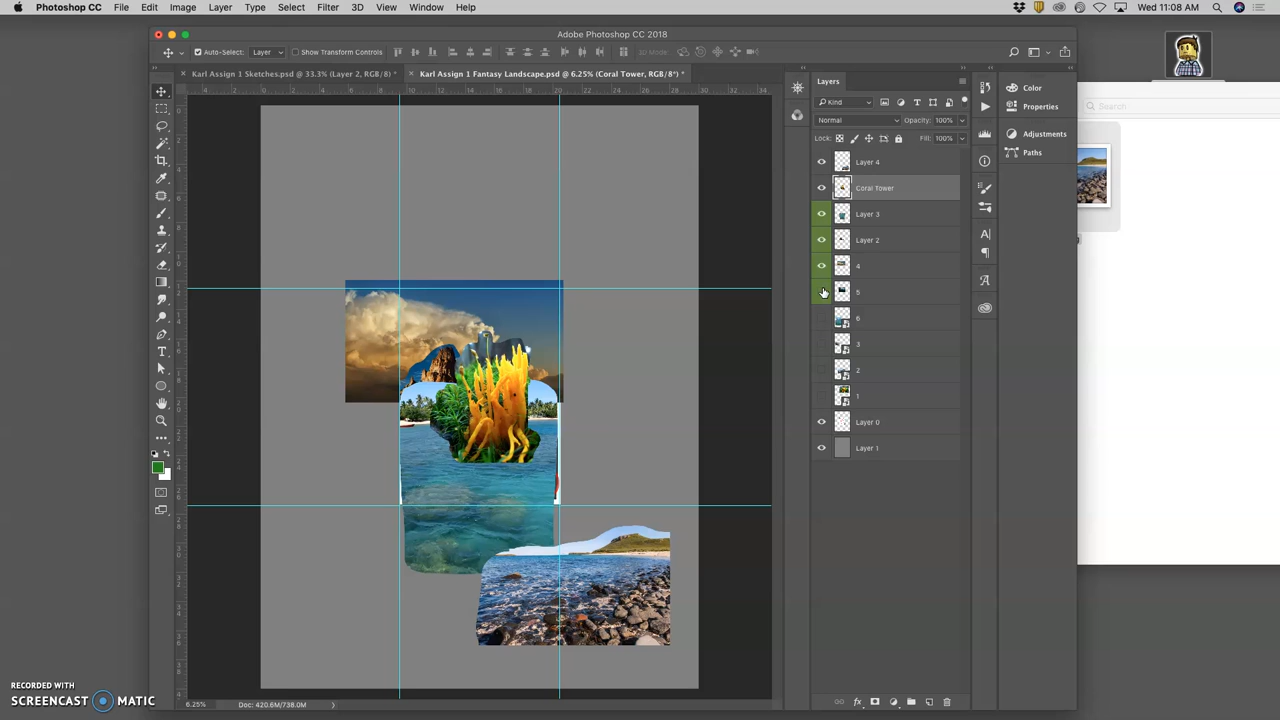 Photoshop CC File Edit Image Layer Type Select Filter 3D View Window Help Wed 11:08 AM
Adobe Photoshop CC 2018
Auto-Select: Layer Show Transform Controls 3D Mode:
× Karl Assign 1 Sketches.psd @ 33.3% (Layer 2, RGB/8) * × Karl Assign 1 Fantasy Landscape.psd @ 6.25% (Coral Tower, RGB/8*) *
Layers
Color
Kind
Search
Properties
Normal Opacity: 100%
Adjustments
Lock: Fill: 100%
Paths
Layer 4
Coral Tower
Layer 3
Layer 2
4
5
6
3
2
1
Layer 0
Layer 1
RECORDED WITH
SCREENCAST MATIC
6.25% Doc: 420.6M/738.0M